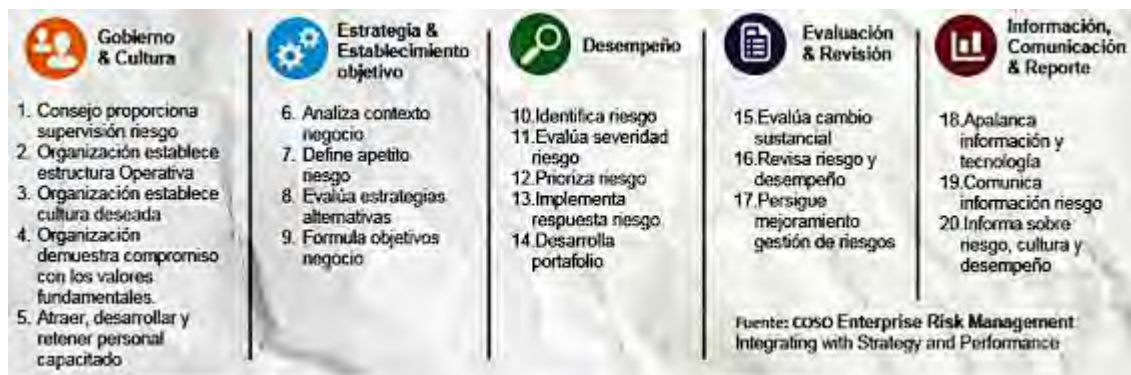 Gobierno
& Cultura
1. Consejo proporciona
supervisión riesgo
2. Organización establece
estructura Operativa
3. Organización establece
cultura deseada
4. Organización
demuestra compromiso
con los valores
fundamentales.
5. Atraer, desarrollar y
retener personal
capacitado
Estrategia &
Establecimiento
objetivo
6. Analiza contexto
negocio
7. Define apetito
riesgo
8. Evalúa estrategias
alternativas
9. Formula objetivos
negocio
Desempeño
10.Identifica riesgo
11.Evalúa severidad
riesgo
12.Prioriza riesgo
13.Implementa
respuesta riesgo
14.Desarrolla
portafolio
Evaluación
& Revisión
15.Evalúa cambio
sustancial
16.Revisa riesgo y
desempeño
17.Persigue
mejoramiento
gestión de riesgos
Información,
Comunicación
& Reporte
18.Apalanca
información y
tecnología
19.Comunica
información riesgo
20.Informa sobre
riesgo, cultura y
desempeño
Fuente: COSO Enterprise Risk Management
Integrating with Strategy and Performance